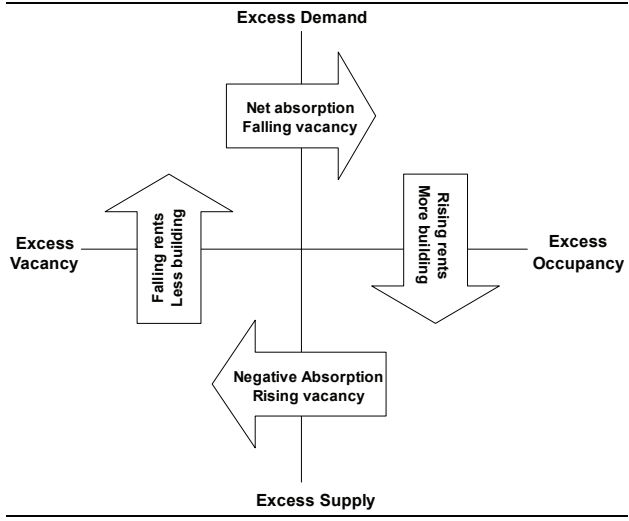 Excess Demand
Net absorption
Falling vacancy
Rising rents
More building
Falling rents
Less building
Excess
Vacancy
Excess
Occupancy
Negative Absorption
Rising vacancy
Excess Supply